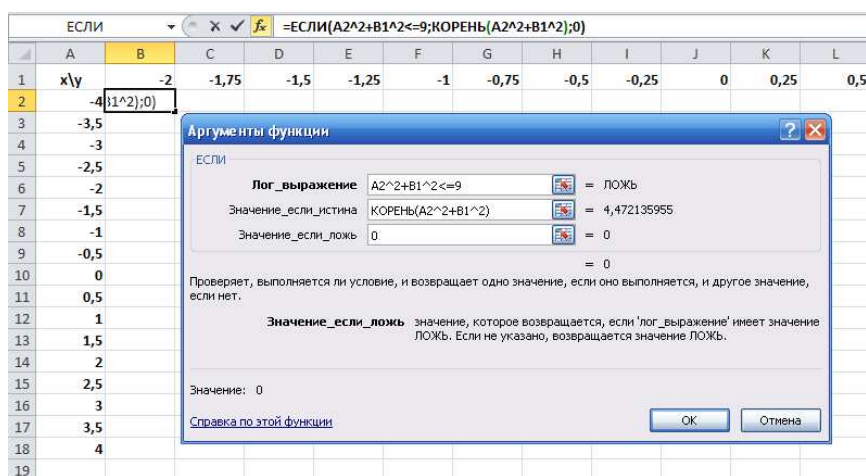 ЕСЛИ =ЕСЛИ(A2^2+B1^2<=9;КОРЕНЬ(A2^2+B1^2);0)
A B C D E F G H I J K L
1 x\y -2 -1,75 -1,5 -1,25 -1 -0,75 -0,5 -0,25 0 0,25 0,5
2 -4 31^2);0)
3 -3,5
4 -3
5 -2,5
6 -2
7 -1,5
8 -1
9 -0,5
10 0
11 0,5
12 1
13 1,5
14 2
15 2,5
16 3
17 3,5
18 4
19
Аргументы функции
ЕСЛИ
Лог_выражение A2^2+B1^2<=9 = ЛОЖЬ
Значение_если_истина КОРЕНЬ(A2^2+B1^2) = 4,472135955
Значение_если_ложь 0 = 0
= 0
Проверяет, выполняется ли условие, и возвращает одно значение, если оно выполняется, и другое значение,
если нет.
Значение_если_ложь значение, которое возвращается, если 'лог_выражение' имеет значение
ЛОЖЬ. Если не указано, возвращается значение ЛОЖЬ.
Значение: 0
Справка по этой функции ОК Отмена